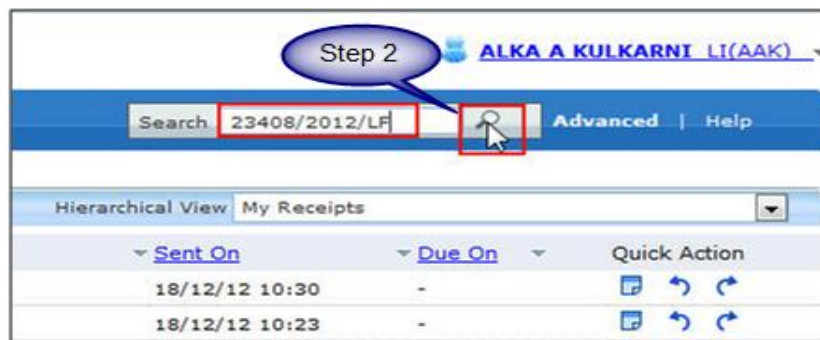 Step 2
ALKA A KULKARNI LI(AAK)
Search 23408/2012/LF Advanced | Help
Hierarchical View My Receipts
Sent On Due On Quick Action
18/12/12 10:30 -
18/12/12 10:23 -